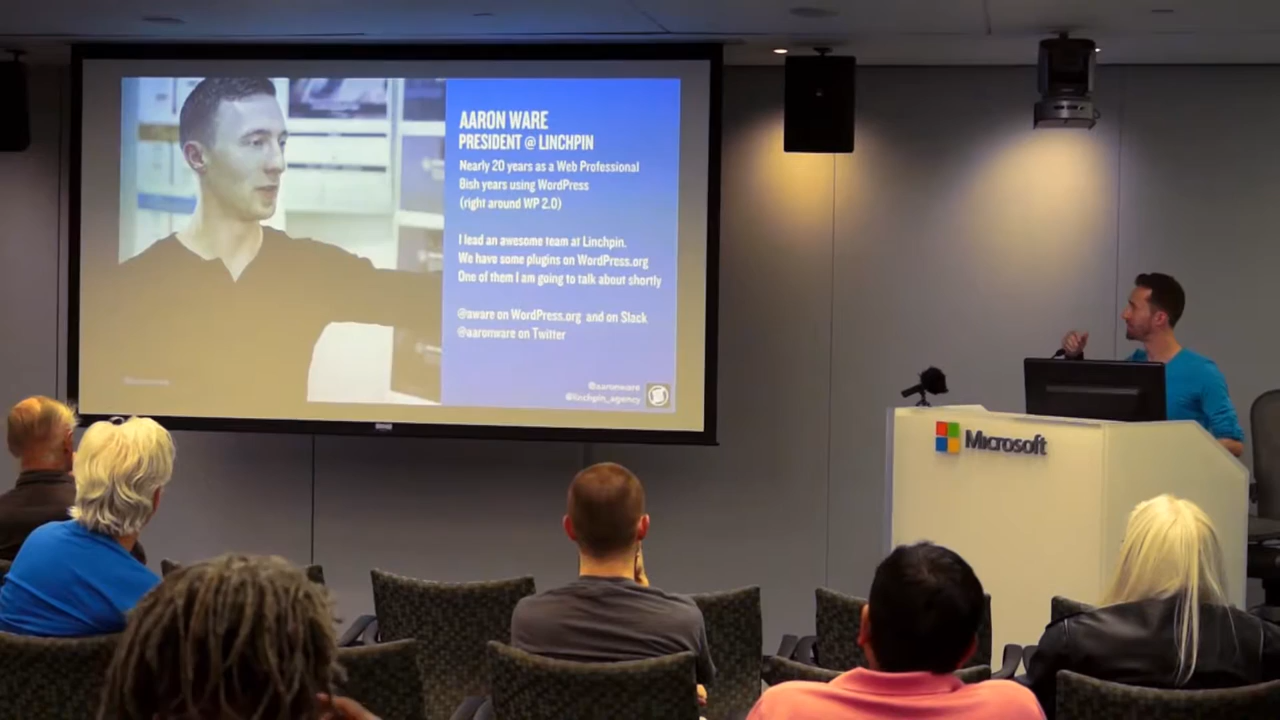 AARON WARE
PRESIDENT @ LINCHPIN
Nearly 20 years as a Web Professional
8ish years using WordPress
(right around WP 2.0)
I lead an awesome team at Linchpin.
We have some plugins on WordPress.org
One of them I am going to talk about shortly
@aware on WordPress.org and on Slack
@aaronware on Twitter
@aaronware
@linchpin_agency
Microsoft